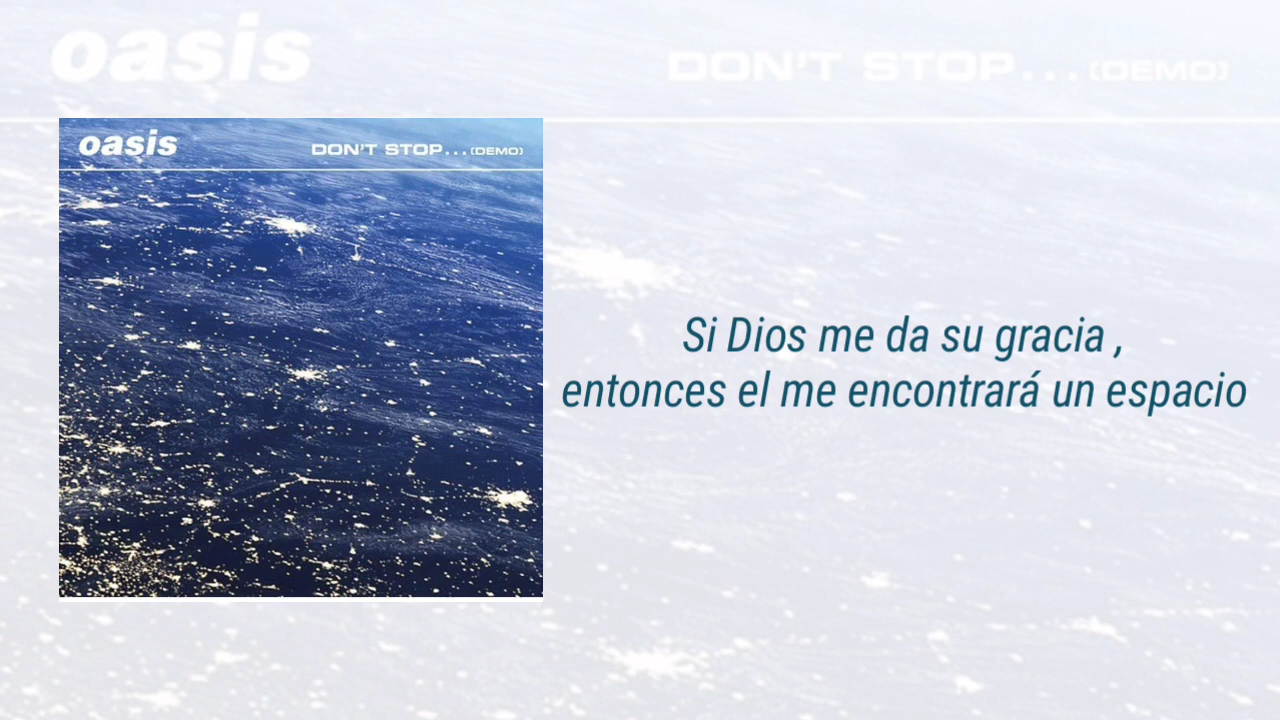 oasis
DON'T STOP...(DEMO)
oasis
DON'T STOP...(DEMO)
Si Dios me da su gracia ,
entonces el me encontrará un espacio